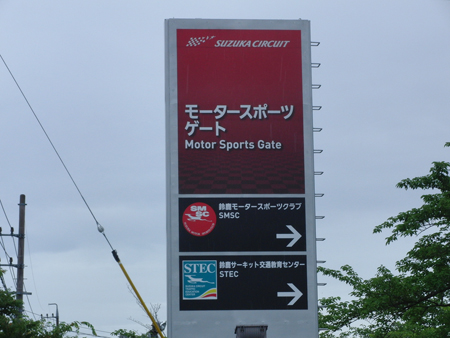 SUZUKA CIRCUIT
モータースポーツ
ゲート
Motor Sports Gate
SM
SC
鈴鹿モータースポーツクラブ
SMSC
STEC
鈴鹿サーキット交通教育センター
STEC